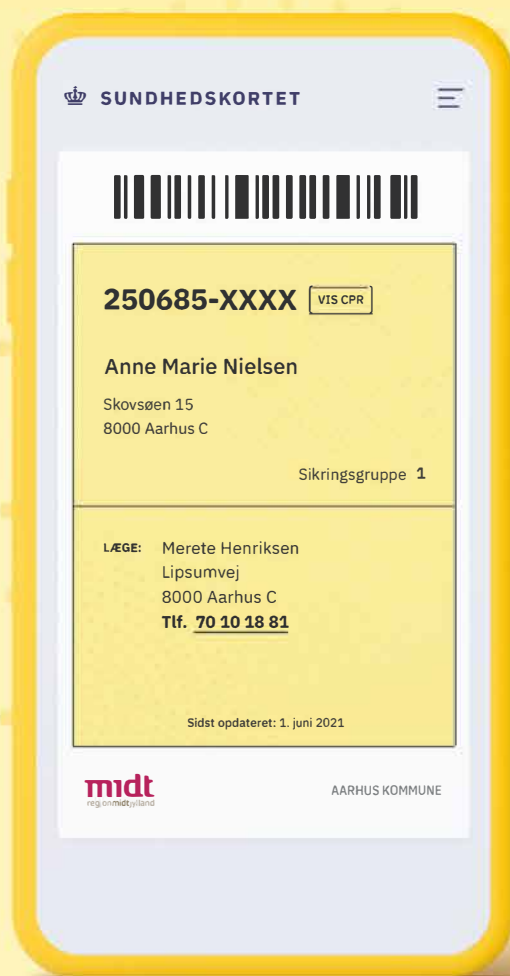 SUNDHEDSKORTET
250685-XXXX VIS CPR
Anne Marie Nielsen
Skovsøen 15
8000 Aarhus C
Sikringsgruppe 1
LÆGE: Merete Henriksen
Lipsumvej
8000 Aarhus C
Tlf. 70 10 18 81
Sidst opdateret: 1. juni 2021
midt
regionmidtjylland
AARHUS KOMMUNE